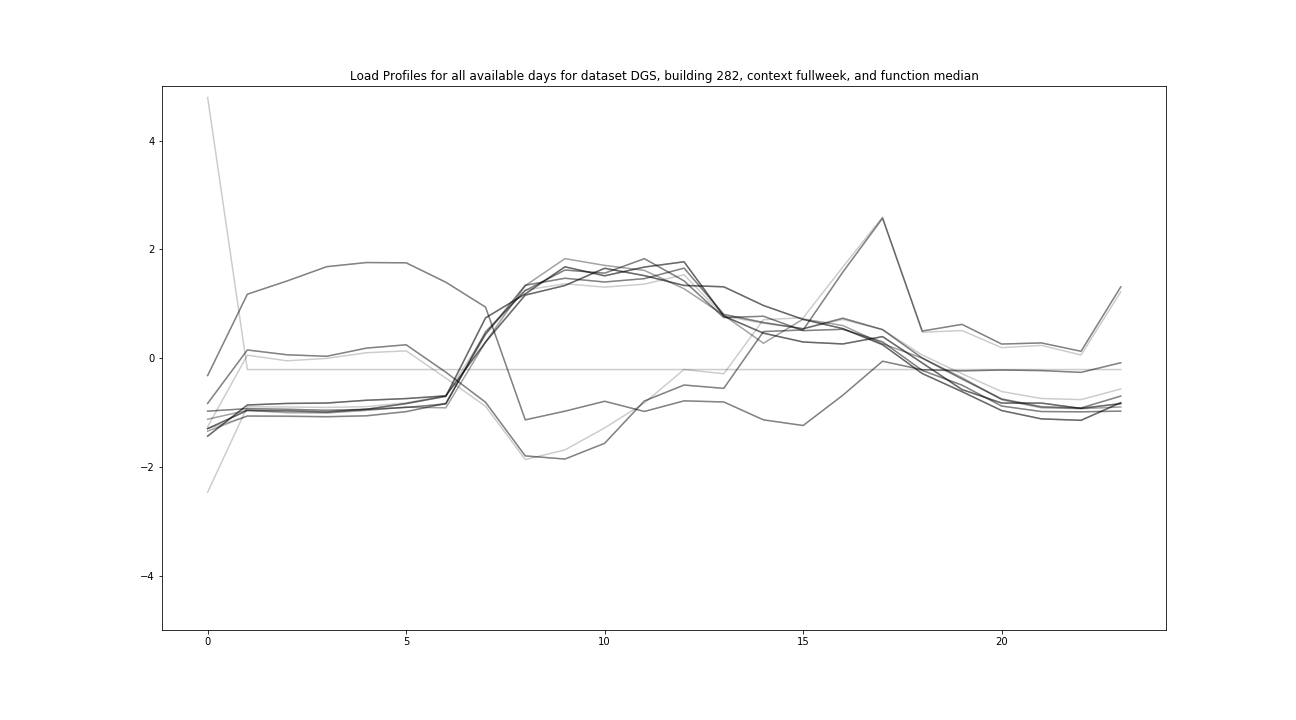 Load Profiles for all available days for dataset DGS, building 282, context fullweek, and function median
4
2
0
−2
−4
0 5 10 15 20